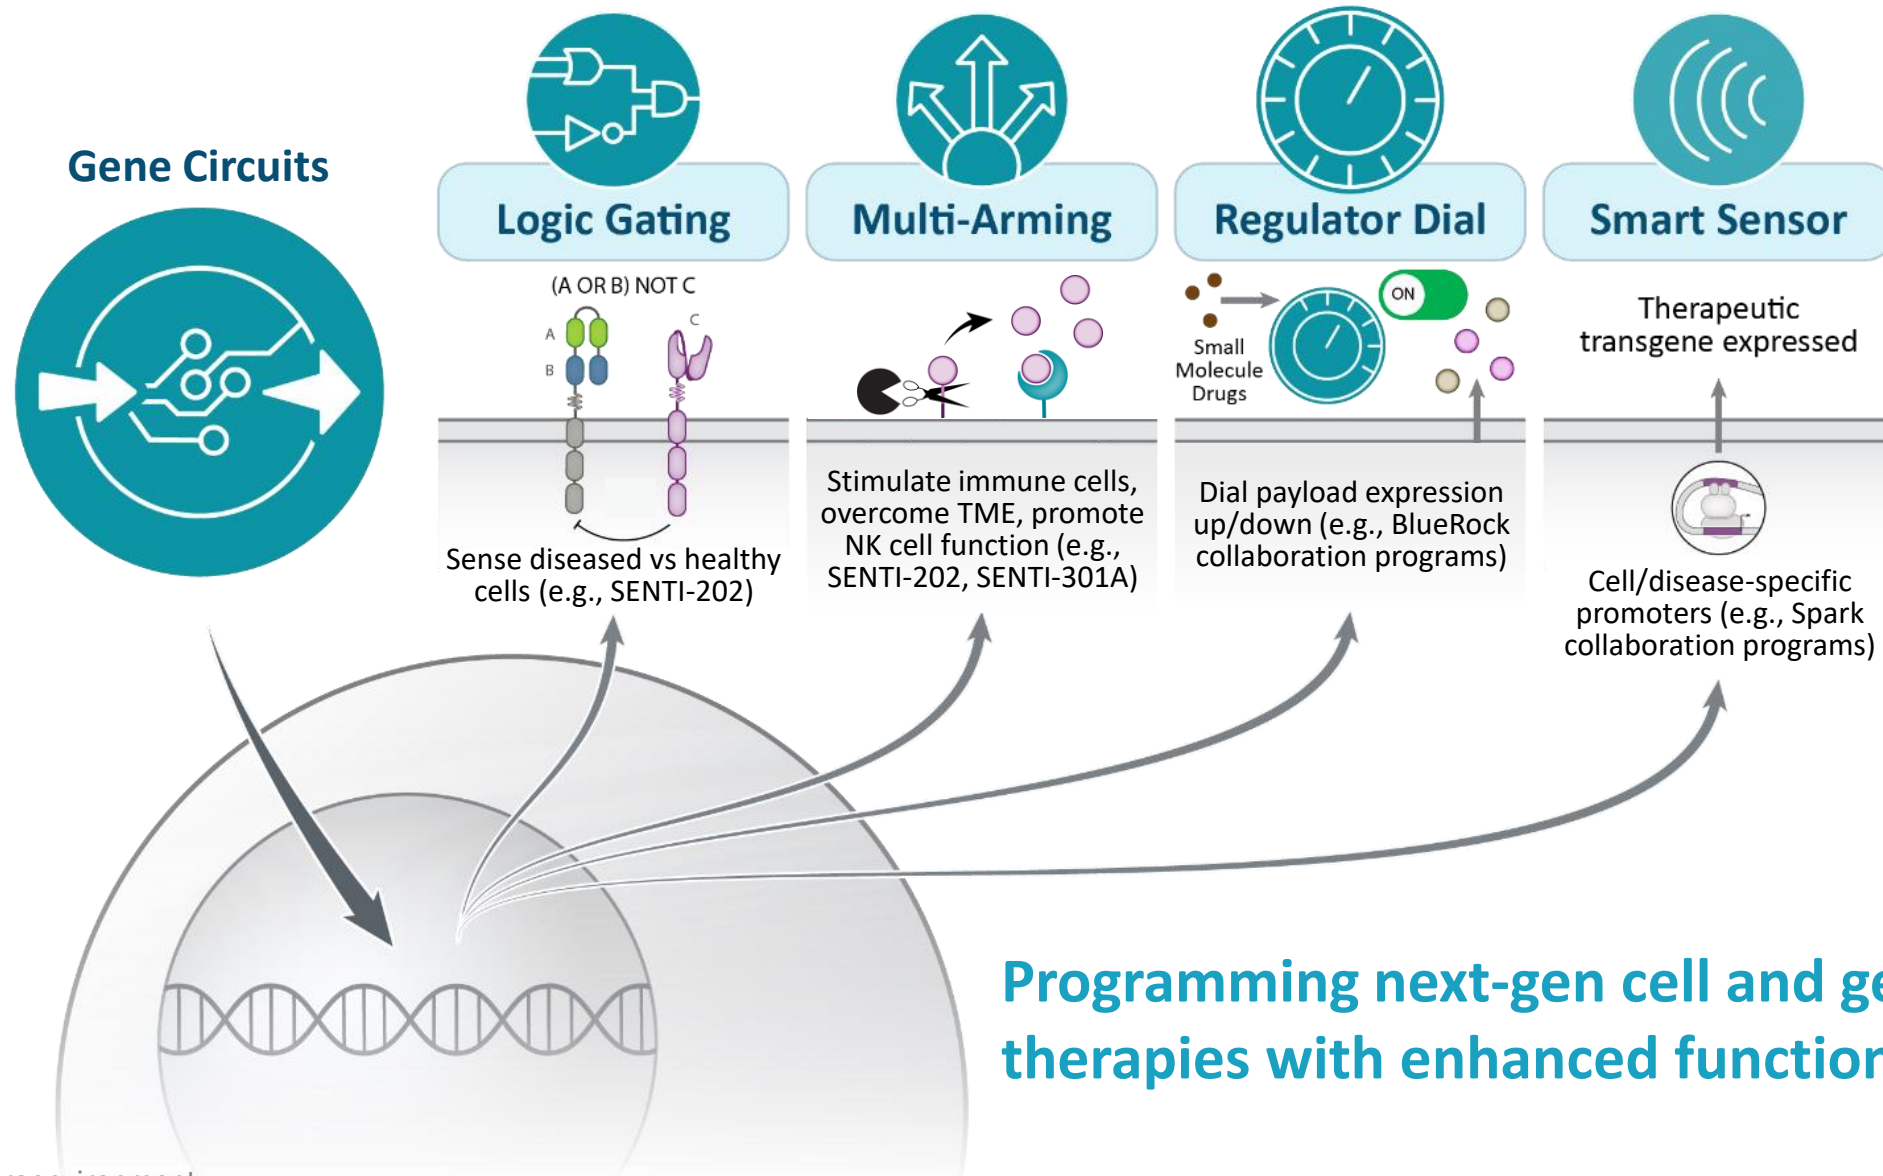 Gene Circuits
Logic Gating
(A OR B) NOT C
A
B
C
Sense diseased vs healthy
cells (e.g., SENTI-202)
Multi-Arming
Stimulate immune cells,
overcome TME, promote
NK cell function (e.g.,
SENTI-202, SENTI-301A)
Regulator Dial
ON
Small
Molecule
Drugs
Dial payload expression
up/down (e.g., BlueRock
collaboration programs)
Smart Sensor
Therapeutic
transgene expressed
Cell/disease-specific
promoters (e.g., Spark
collaboration programs)
Programming next-gen cell and ge
therapies with enhanced function